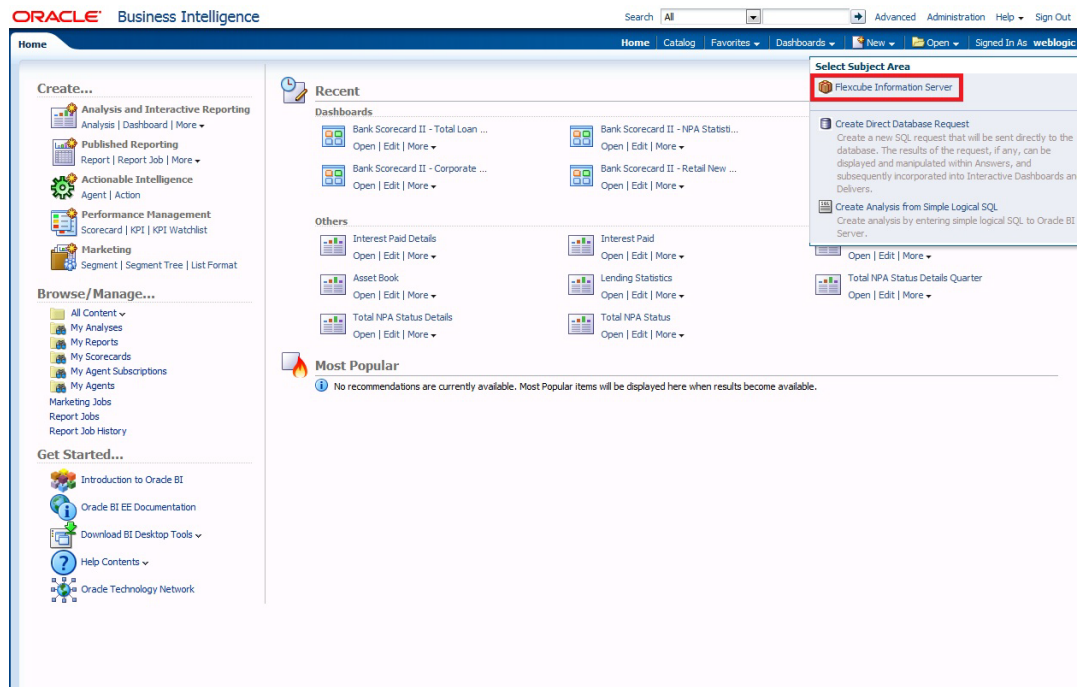 ORACLE Business Intelligence
Search All Advanced Administration Help Sign Out
Home
Home Catalog Favorites Dashboards New Open Signed In As weblogic
Select Subject Area
Flexcube Information Server
Create Direct Database Request
Create a new SQL request that will be sent directly to the
database. The results of the request, if any, can be
displayed and manipulated within Answers, and
subsequently incorporated into Interactive Dashboards an
Delivers.
Create Analysis from Simple Logical SQL
Create analysis by entering simple logical SQL to Oracle BI
Server.
Create...
Analysis and Interactive Reporting
Analysis | Dashboard | More
Published Reporting
Report | Report Job | More
Actionable Intelligence
Agent | Action
Performance Management
Scorecard | KPI | KPI Watchlist
Marketing
Segment | Segment Tree | List Format
Browse/Manage...
All Content
My Analyses
My Reports
My Scorecards
My Agent Subscriptions
My Agents
Marketing Jobs
Report Jobs
Report Job History
Get Started...
Introduction to Oracle BI
Oracle BI EE Documentation
Download BI Desktop Tools
Help Contents
Oracle Technology Network
Recent
Dashboards
Bank Scorecard II - Total Loan ...
Open | Edit | More
Bank Scorecard II - NPA Statisti...
Open | Edit | More
Bank Scorecard II - Corporate ...
Open | Edit | More
Bank Scorecard II - Retail New ...
Open | Edit | More
Others
Interest Paid Details
Open | Edit | More
Interest Paid
Open | Edit | More
Open | Edit | More
Asset Book
Open | Edit | More
Lending Statistics
Open | Edit | More
Total NPA Status Details Quarter
Open | Edit | More
Total NPA Status Details
Open | Edit | More
Total NPA Status
Open | Edit | More
Most Popular
No recommendations are currently available. Most Popular items will be displayed here when results become available.